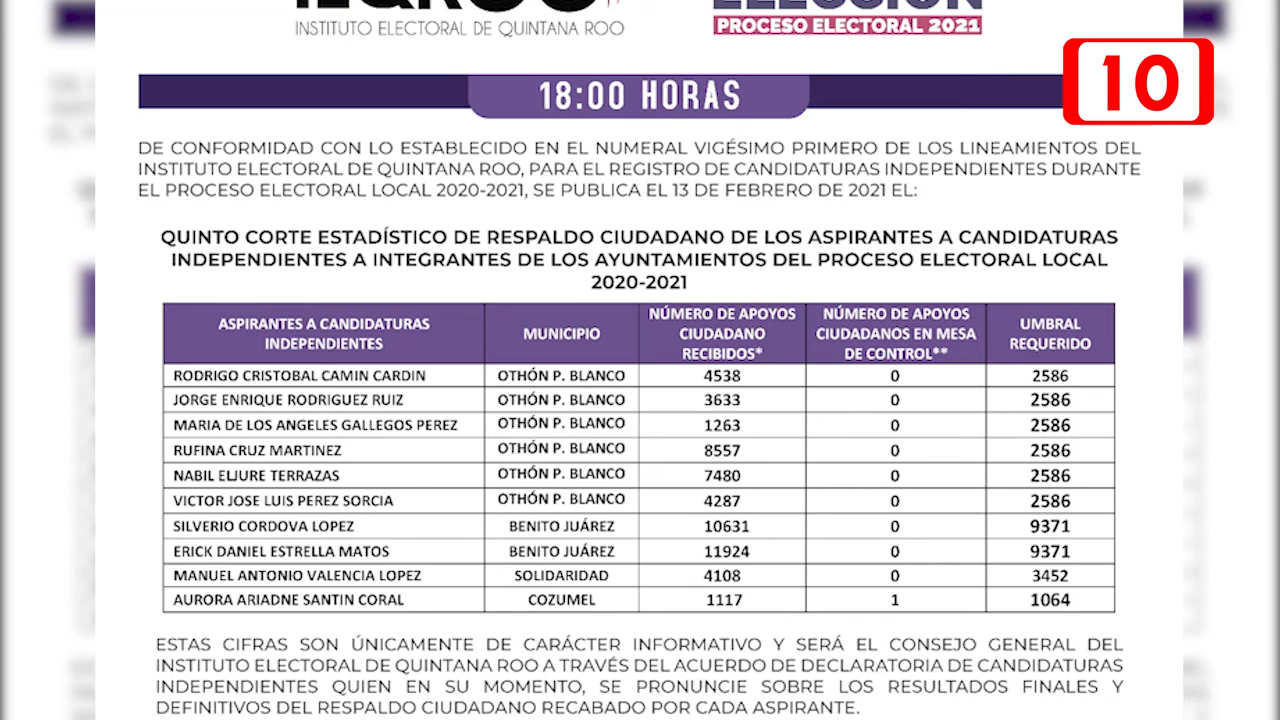 INSTITUTO ELECTORAL DE QUINTANA ROO
ELECCIÓN
PROCESO ELECTORAL 2021
10
18:00 HORAS
DE CONFORMIDAD CON LO ESTABLECIDO EN EL NUMERAL VIGÉSIMO PRIMERO DE LOS LINEAMIENTOS DEL
INSTITUTO ELECTORAL DE QUINTANA ROO, PARA EL REGISTRO DE CANDIDATURAS INDEPENDIENTES DURANTE
EL PROCESO ELECTORAL LOCAL 2020-2021, SE PUBLICA EL 13 DE FEBRERO DE 2021 EL:
QUINTO CORTE ESTADÍSTICO DE RESPALDO CIUDADANO DE LOS ASPIRANTES A CANDIDATURAS
INDEPENDIENTES A INTEGRANTES DE LOS AYUNTAMIENTOS DEL PROCESO ELECTORAL LOCAL
2020-2021
ASPIRANTES A CANDIDATURAS
INDEPENDIENTES
MUNICIPIO
NÚMERO DE APOYOS
CIUDADANO
RECIBIDOS*
NÚMERO DE APOYOS
CIUDADANOS EN MESA
DE CONTROL**
UMBRAL
REQUERIDO
RODRIGO CRISTOBAL CAMIN CARDIN OTHÓN P. BLANCO 4538 0 2586
JORGE ENRIQUE RODRIGUEZ RUIZ OTHÓN P. BLANCO 3633 0 2586
MARIA DE LOS ANGELES GALLEGOS PEREZ OTHÓN P. BLANCO 1263 0 2586
RUFINA CRUZ MARTINEZ OTHÓN P. BLANCO 8557 0 2586
NABIL ELJURE TERRAZAS OTHÓN P. BLANCO 7480 0 2586
VICTOR JOSE LUIS PEREZ SORCIA OTHÓN P. BLANCO 4287 0 2586
SILVERIO CORDOVA LOPEZ BENITO JUÁREZ 10631 0 9371
ERICK DANIEL ESTRELLA MATOS BENITO JUÁREZ 11924 0 9371
MANUEL ANTONIO VALENCIA LOPEZ SOLIDARIDAD 4108 0 3452
AURORA ARIADNE SANTIN CORAL COZUMEL 1117 1 1064
ESTAS CIFRAS SON ÚNICAMENTE DE CARÁCTER INFORMATIVO Y SERÁ EL CONSEJO GENERAL DEL
INSTITUTO ELECTORAL DE QUINTANA ROO A TRAVÉS DEL ACUERDO DE DECLARATORIA DE CANDIDATURAS
INDEPENDIENTES QUIEN EN SU MOMENTO, SE PRONUNCIE SOBRE LOS RESULTADOS FINALES Y
DEFINITIVOS DEL RESPALDO CIUDADANO RECABADO POR CADA ASPIRANTE.